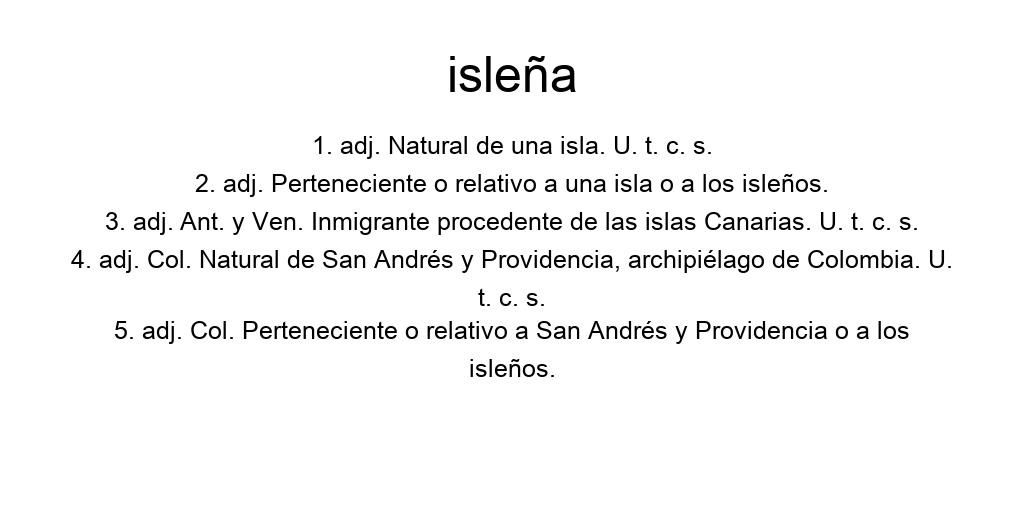 isleña
1. adj. Natural de una isla. U. t. c. s.
2. adj. Perteneciente o relativo a una isla o a los isleños.
3. adj. Ant. y Ven. Inmigrante procedente de las islas Canarias. U. t. c. s.
4. adj. Col. Natural de San Andrés y Providencia, archipiélago de Colombia. U.
t. c. s.
5. adj. Col. Perteneciente o relativo a San Andrés y Providencia o a los
isleños.